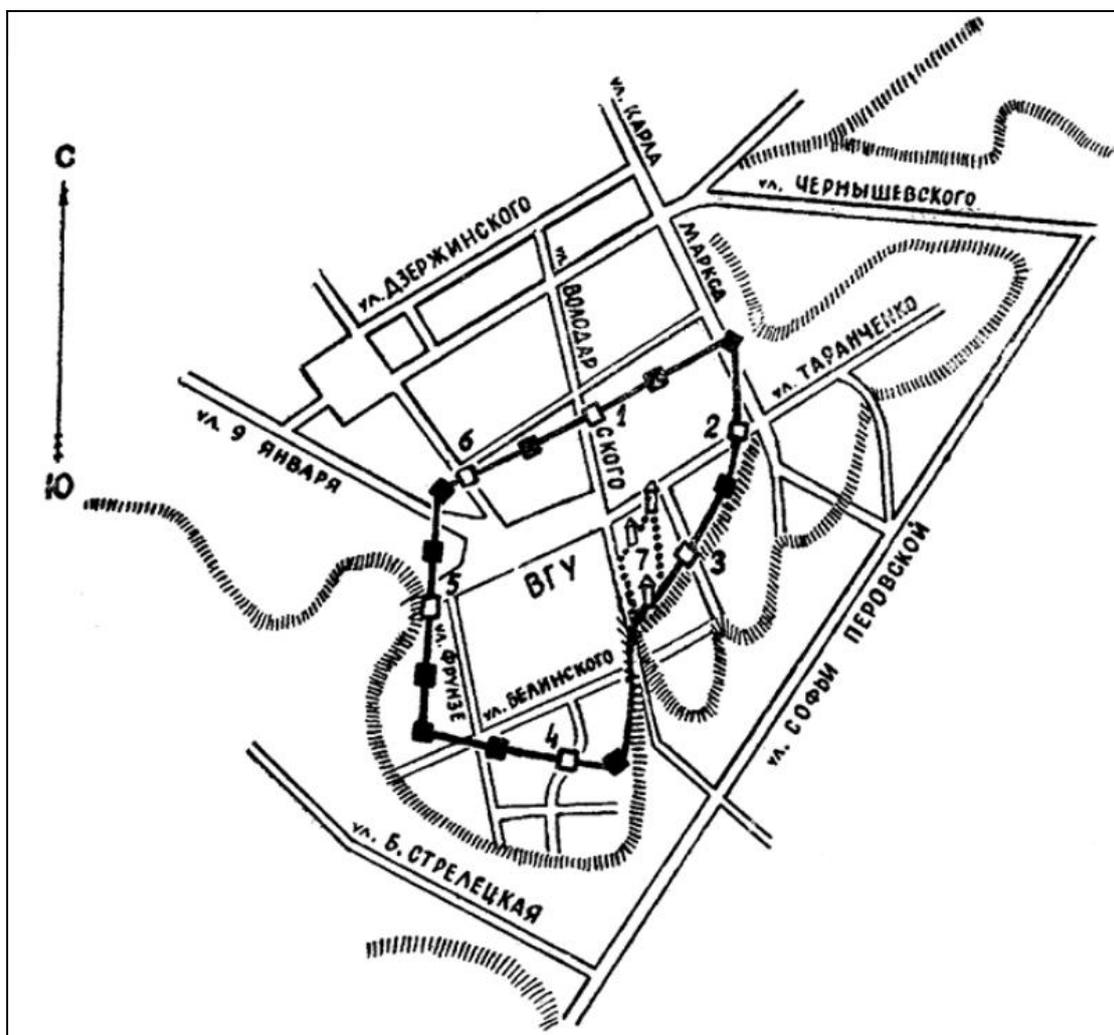 ул. КАРЛА
МАРКСА
С
ул. ЧЕРНЫШЕВСКОГО
ул. ДЗЕРЖИНСКОГО
ул. ВОЛОДАР
СКОГО
ул. ТАРАНЧЕНКО
1
2
6
ул. 9 ЯНВАРЯ
Ю
3
7
ВГУ
5
ул. ФРУНЗЕ
ул. БЕЛИНСКОГО
ул. СОФЬИ ПЕРОВСКОЙ
4
ул. Б. СТРЕЛЕЦКАЯ